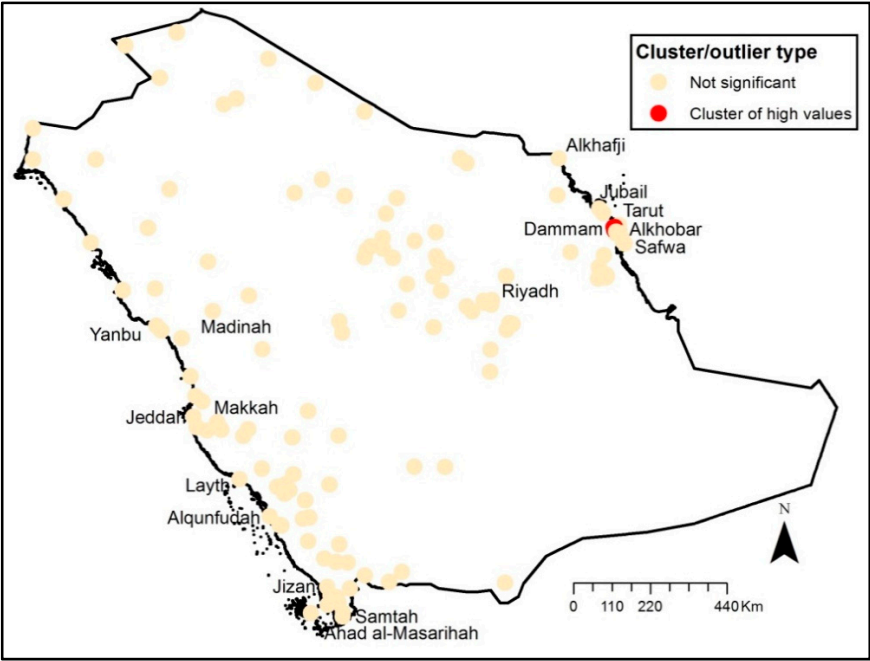 Cluster/outlier type
Not significant
Cluster of high values
Alkhafji
Jubail
Tarut
Dammam
Alkhobar
Safwa
Riyadh
Madinah
Yanbu
Makkah
Jeddah
Layth
Alqunfudah
N
Jizan
0 110 220 440 Km
Samtah
Ahad al-Masarihah